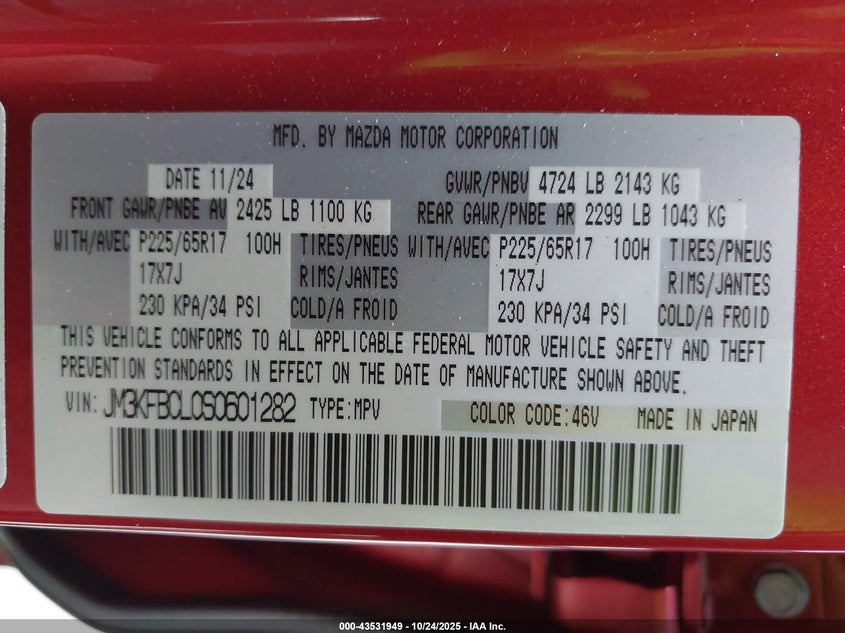 MFD. BY MAZDA MOTOR CORPORATION
DATE 11/24 GVWR/PNBV 4724 LB 2143 KG
FRONT GAWR/PNBE AV 2425 LB 1100 KG REAR GAWR/PNBE AR 2299 LB 1043 KG
WITH/AVEC P225/65R17 100H TIRES/PNEUS WITH/AVEC P225/65R17 100H TIRES/PNEUS
17X7J RIMS/JANTES 17X7J RIMS/JANTES
230 KPA/34 PSI COLD/A FROID 230 KPA/34 PSI COLD/A FROID
THIS VEHICLE CONFORMS TO ALL APPLICABLE FEDERAL MOTOR VEHICLE SAFETY AND THEFT
PREVENTION STANDARDS IN EFFECT ON THE DATE OF MANUFACTURE SHOWN ABOVE.
VIN: JM3KFBCL0S0601282 TYPE:MPV COLOR CODE:46V MADE IN JAPAN
000-43531949 - 10/24/2025 - IAA Inc.